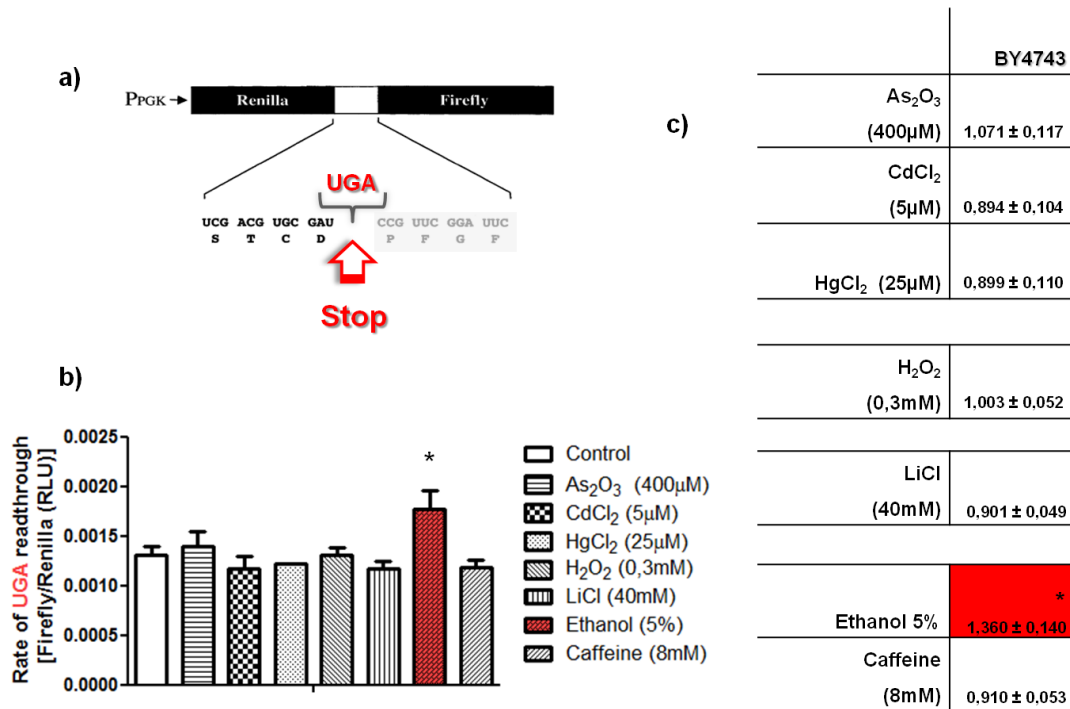 a)
PPGK
Renilla
Firefly
UGA
UCG ACG UGC GAU CCG UUC GGA UUC
S T C D P F G F
Stop
b)
Rate of UGA readthrough
[Firefly/Renilla (RLU)]
0.0025
0.0020
0.0015
0.0010
0.0005
0.0000
*
Control
As2O3 (400μM)
CdCl2 (5μM)
HgCl2 (25μM)
H2O2 (0,3mM)
LiCl (40mM)
Ethanol (5%)
Caffeine (8mM)
c)
BY4743
As2O3
(400μM) 1,071 ± 0,117
CdCl2
(5μM) 0,894 ± 0,104
HgCl2 (25μM) 0,899 ± 0,110
H2O2
(0,3mM) 1,003 ± 0,052
LiCl
(40mM) 0,901 ± 0,049
*
Ethanol 5% 1,360 ± 0,140
Caffeine
(8mM) 0,910 ± 0,053